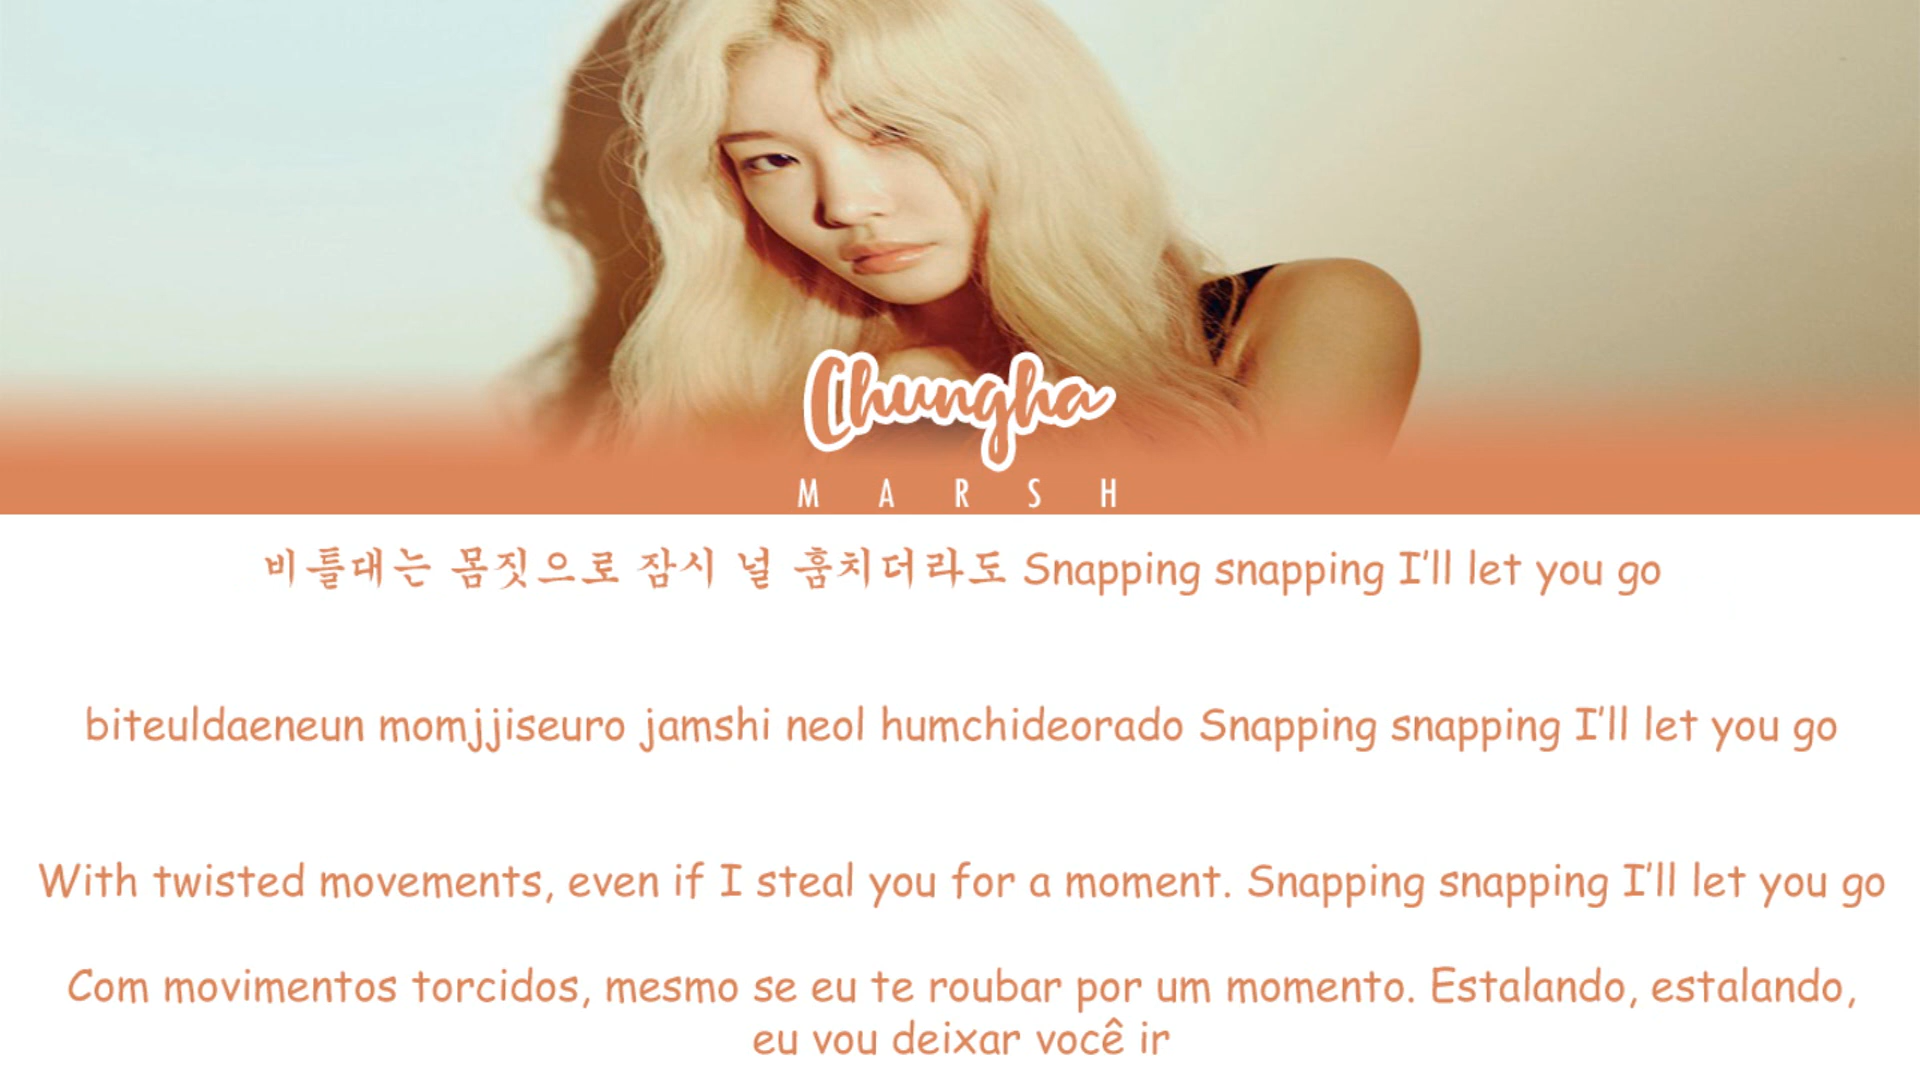 Chungha
MARSH
비틀대는 몸짓으로 잠시 널 훔치더라도 Snapping snapping I'll let you go
biteuldaeneun momjjiseuro jamshi neol humchideorado Snapping snapping I'll let you go
With twisted movements, even if I steal you for a moment. Snapping snapping I'll let you go
Com movimentos torcidos, mesmo se eu te roubar por um momento. Estalando, estalando,
eu vou deixar você ir